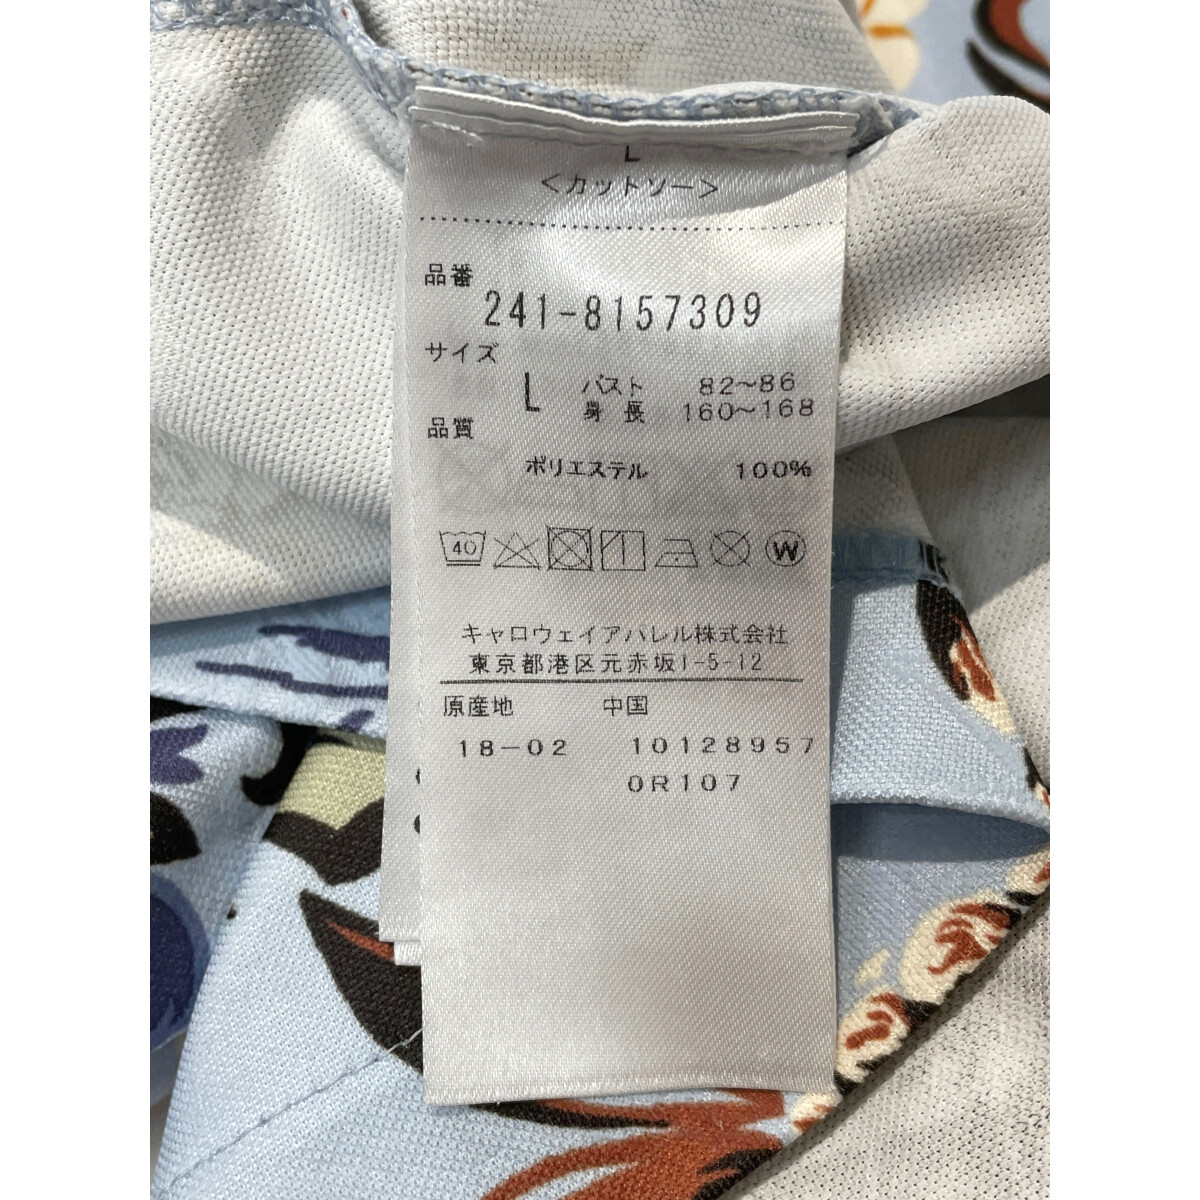 L
＜カットソー＞
品番
241-8157309
サイズ
L バスト 82～86
身長 160～168
品質
ポリエステル 100%
40 W
キャロウェイアパレル株式会社
東京都港区元赤坂1-5-12
原産地 中国
18-02 10128957
0R107